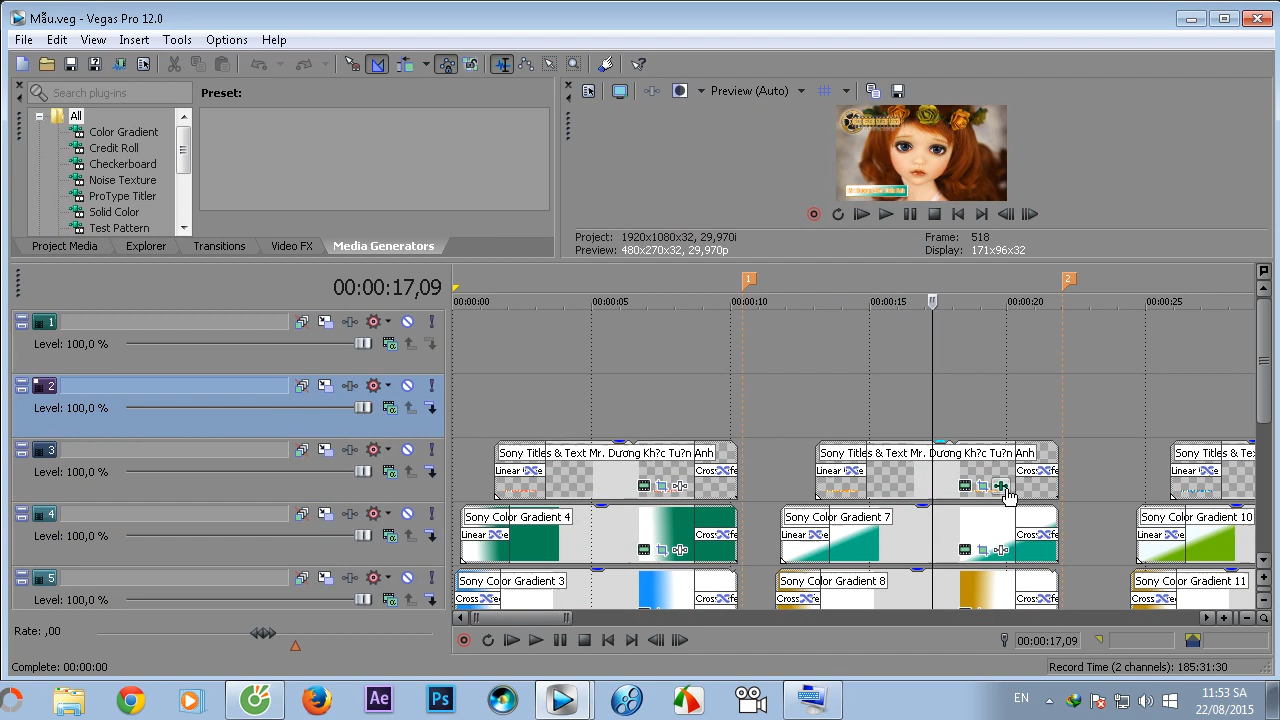 Mẫu.veg - Vegas Pro 12.0
File Edit View Insert Tools Options Help
Search plug-ins
All
Color Gradient
Credit Roll
Checkerboard
Noise Texture
ProType Titler
Solid Color
Test Pattern
Preset:
Preview (Auto)
Project Media Explorer Transitions Video FX Media Generators
Project: 1920x1080x32, 29,970i
Preview: 480x270x32, 29,970p
Frame: 518
Display: 171x96x32
00:00:17,09
1 2
00:00:00 00:00:05 00:00:10 00:00:15 00:00:20 00:00:25
1
Level: 100,0 %
2
Level: 100,0 %
3
Level: 100,0 %
Sony Titles & Text Mr. Dương Kh?c Tu?n Anh
Linear
Sony Titles & Text Mr. Dương Kh?c Tu?n Anh
Linear
Sony Titles & Te
Linear
4
Level: 100,0 %
Sony Color Gradient 4
Linear
Sony Color Gradient 7
Linear
Sony Color Gradient 10
Linear
5
Level: 100,0 %
Sony Color Gradient 3
Sony Color Gradient 8
Sony Color Gradient 11
Rate: ,00
00:00:17,09
Complete: 00:00:00
Record Time (2 channels): 185:31:30
Ae
Ps
EN
11:53 SA
22/08/2015